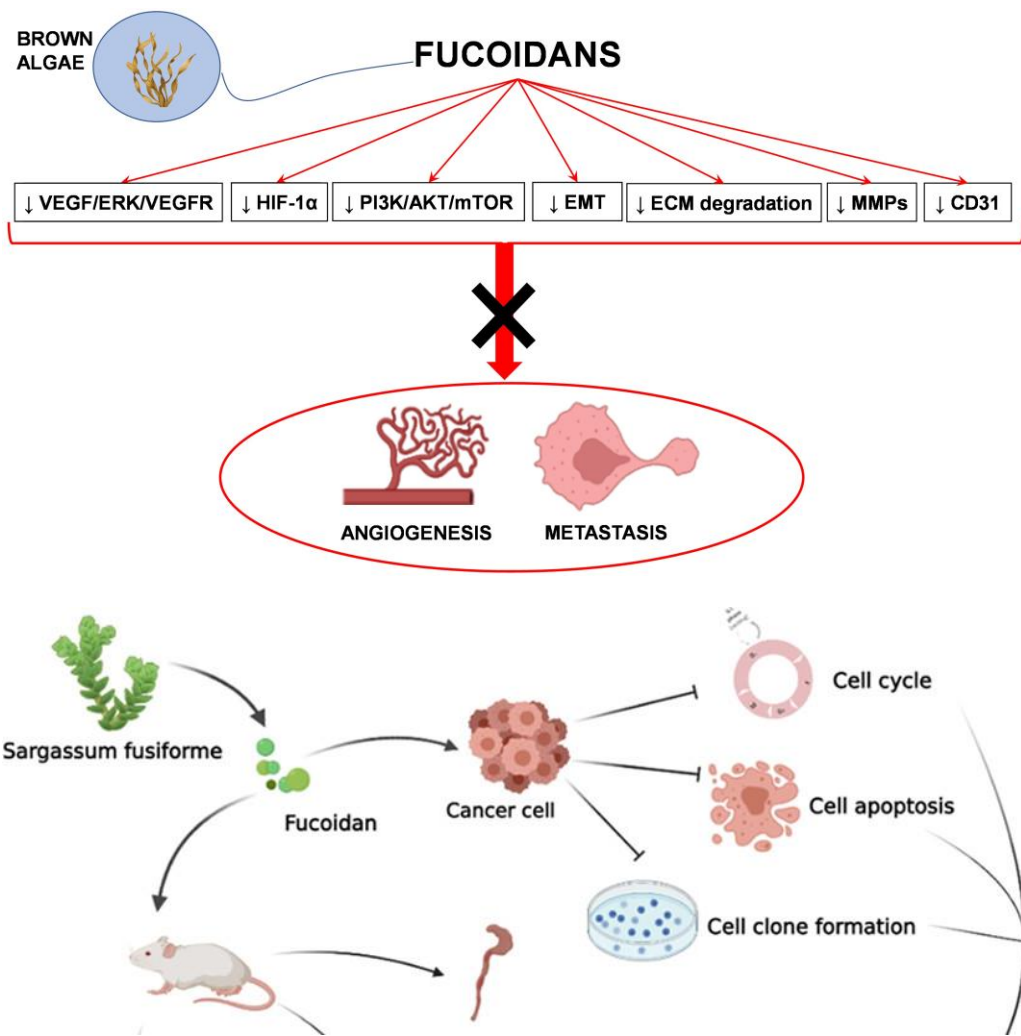 BROWN
ALGAE
FUCOIDANS
↓ VEGF/ERK/VEGFR
↓ HIF-1α
↓ PI3K/AKT/mTOR
↓ EMT
↓ ECM degradation
↓ MMPs
↓ CD31
ANGIOGENESIS
METASTASIS
Sargassum fusiforme
Fucoidan
Cancer cell
Cell cycle
Cell apoptosis
Cell clone formation